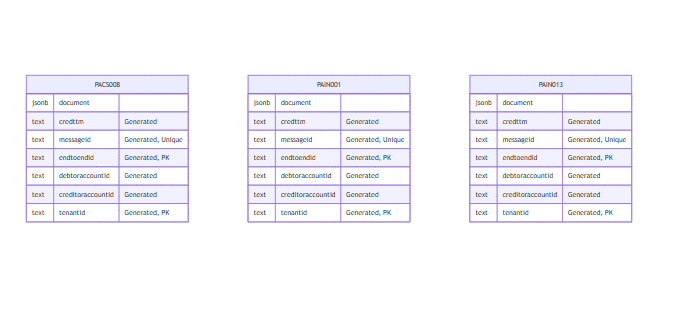 PACS008
jsonb document
text credttm Generated
text messageid Generated, Unique
text endtoendid Generated, PK
text debtoraccountid Generated
text creditoraccountid Generated
text tenantid Generated, PK
PAIN001
jsonb document
text credttm Generated
text messageid Generated, Unique
text endtoendid Generated, PK
text debtoraccountid Generated
text creditoraccountid Generated
text tenantid Generated, PK
PAIN013
jsonb document
text credttm Generated
text messageid Generated, Unique
text endtoendid Generated, PK
text debtoraccountid Generated
text creditoraccountid Generated
text tenantid Generated, PK